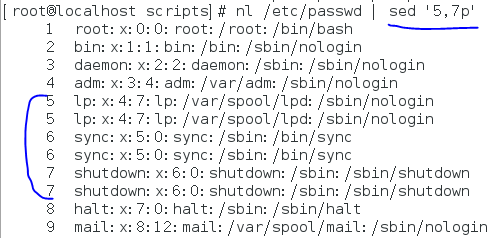 [root@localhost scripts]# nl /etc/passwd | sed '5,7p'
1 root:x:0:0:root:/root:/bin/bash
2 bin:x:1:1:bin:/bin:/sbin/nologin
3 daemon:x:2:2:daemon:/sbin:/sbin/nologin
4 adm:x:3:4:adm:/var/adm:/sbin/nologin
5 lp:x:4:7:lp:/var/spool/lpd:/sbin/nologin
5 lp:x:4:7:lp:/var/spool/lpd:/sbin/nologin
6 sync:x:5:0:sync:/sbin:/bin/sync
6 sync:x:5:0:sync:/sbin:/bin/sync
7 shutdown:x:6:0:shutdown:/sbin:/sbin/shutdown
7 shutdown:x:6:0:shutdown:/sbin:/sbin/shutdown
8 halt:x:7:0:halt:/sbin:/sbin/halt
9 mail:x:8:12:mail:/var/spool/mail:/sbin/nologin